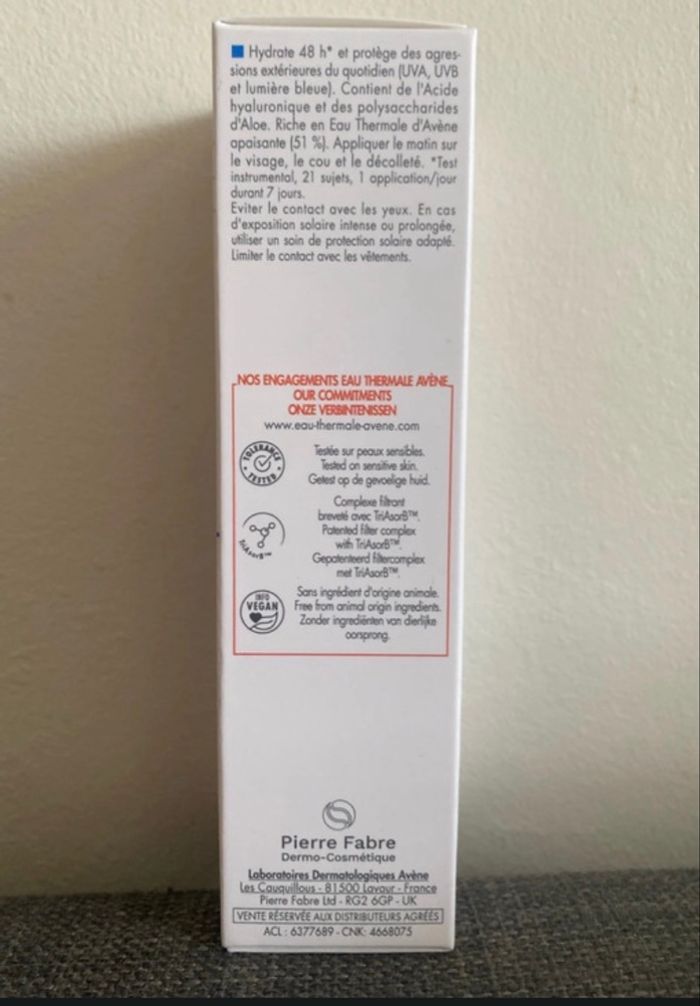 Hydrate 48 h* et protège des agres-
sions extérieures du quotidien (UVA, UVB
et lumière bleue). Contient de l'Acide
hyaluronique et des polysaccharides
d'Aloe. Riche en Eau Thermale d'Avène
apaisante (51 %). Appliquer le matin sur
le visage, le cou et le décolleté. *Test
instrumental, 21 sujets, 1 application/jour
durant 7 jours.
Eviter le contact avec les yeux. En cas
d'exposition solaire intense ou prolongée,
utiliser un soin de protection solaire adapté.
Limiter le contact avec les vêtements.
NOS ENGAGEMENTS EAU THERMALE AVÈNE
OUR COMMITMENTS
ONZE VERBINTENISSEN
www.eau-thermale-avene.com
TOLERANCE
TESTED
Testée sur peaux sensibles.
Tested on sensitive skin.
Getest op de gevoelige huid.
TriAsorB™
Complexe filtrant
breveté avec TriAsorB™.
Patented filter complex
with TriAsorB™.
Gepatenteerd filtercomplex
met TriAsorB™.
INFO
VEGAN
Sans ingrédient d'origine animale.
Free from animal origin ingredients.
Zonder ingrediënten van dierlijke
oorsprong.
Pierre Fabre
Dermo-Cosmétique
Laboratoires Dermatologiques Avène
Les Cauquillous - 81500 Lavaur - France
Pierre Fabre Ltd - RG2 6GP - UK
VENTE RÉSERVÉE AUX DISTRIBUTEURS AGRÉÉS
ACL : 6377689 - CNK: 4668075